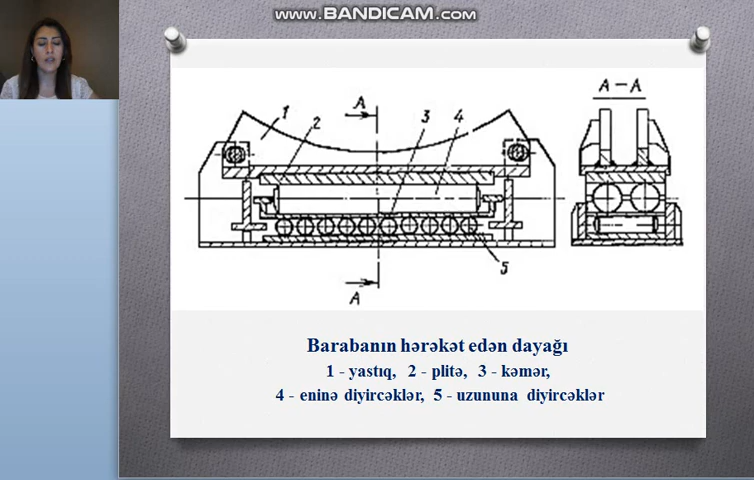 www.BANDICAM.com
A
A – A
1
2
3
4
5
A
Barabanın hərəkət edən dayağı
1 - yastıq, 2 - plitə, 3 - kəmər,
4 - eninə diyircəklər, 5 - uzununa diyircəklər